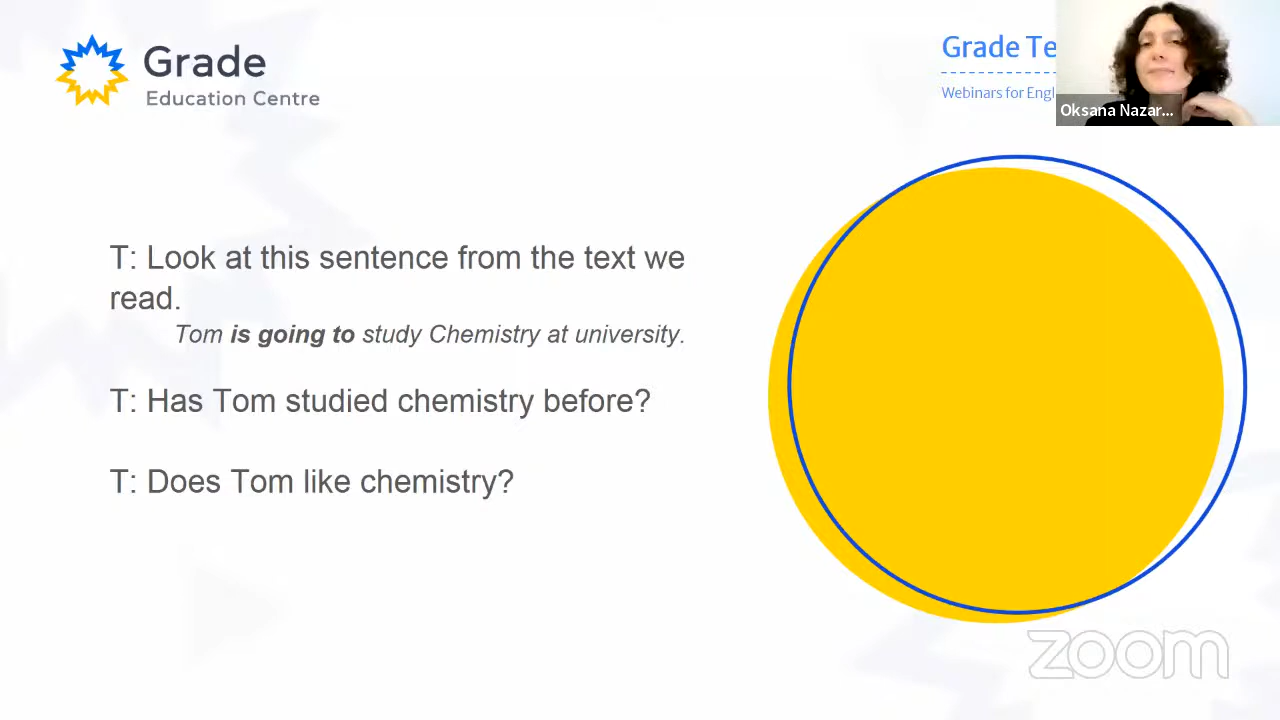 Grade
Education Centre
Grade Te
Webinars for Engl
Oksana Nazar...
T: Look at this sentence from the text we
read.
Tom is going to study Chemistry at university.
T: Has Tom studied chemistry before?
T: Does Tom like chemistry?
zoom